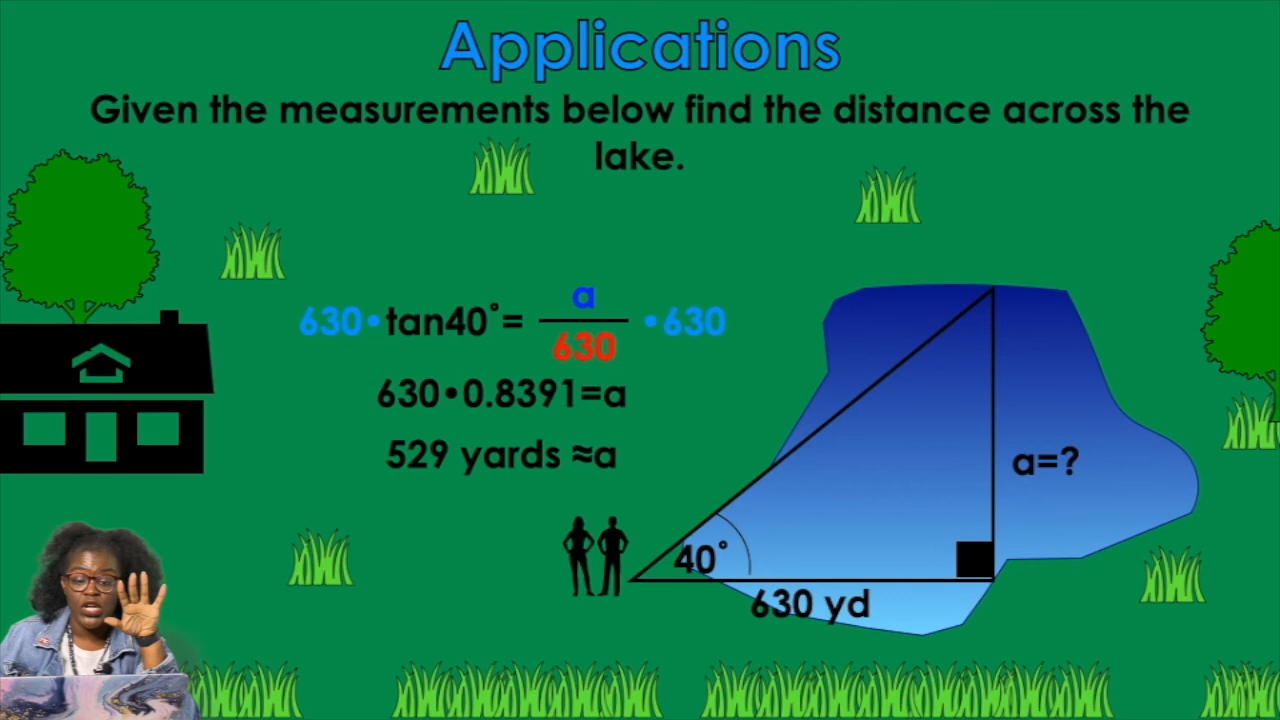 Applications
Given the measurements below find the distance across the
lake.
630•tan40°= a/630 •630
630•0.8391=a
529 yards ≈a
a=?
40°
630 yd